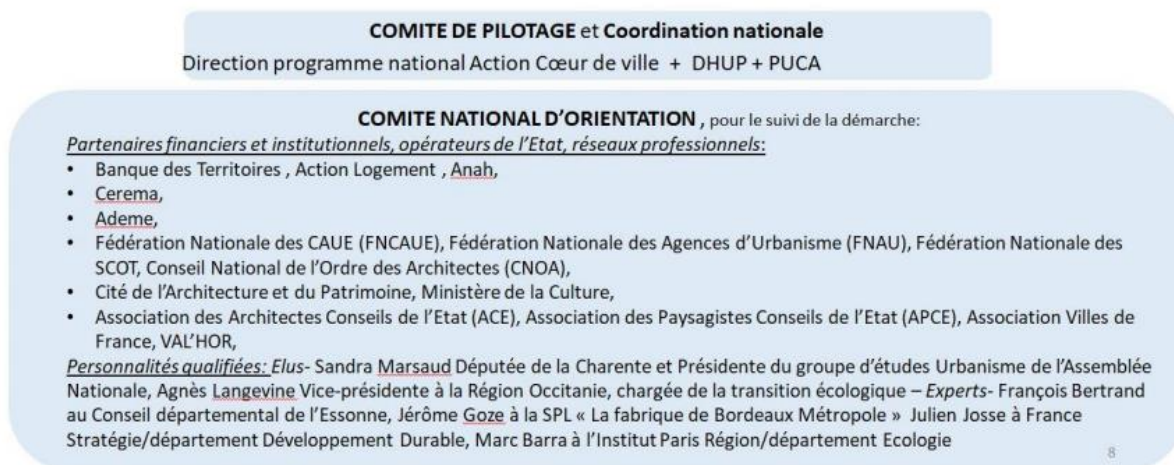 COMITE DE PILOTAGE et Coordination nationale
Direction programme national Action Cœur de ville + DHUP + PUCA
COMITE NATIONAL D'ORIENTATION , pour le suivi de la démarche:
Partenaires financiers et institutionnels, opérateurs de l'Etat, réseaux professionnels:
• Banque des Territoires , Action Logement , Anah,
• Cerema,
• Ademe,
• Fédération Nationale des CAUE (FNCAUE), Fédération Nationale des Agences d'Urbanisme (FNAU), Fédération Nationale des
SCOT, Conseil National de l'Ordre des Architectes (CNOA),
• Cité de l'Architecture et du Patrimoine, Ministère de la Culture,
• Association des Architectes Conseils de l'Etat (ACE), Association des Paysagistes Conseils de l'Etat (APCE), Association Villes de
France, VAL'HOR,
Personnalités qualifiées: Elus- Sandra Marsaud Députée de la Charente et Présidente du groupe d'études Urbanisme de l'Assemblée
Nationale, Agnès Langevine Vice-présidente à la Région Occitanie, chargée de la transition écologique – Experts- François Bertrand
au Conseil départemental de l'Essonne, Jérôme Goze à la SPL « La fabrique de Bordeaux Métropole » Julien Josse à France
Stratégie/département Développement Durable, Marc Barra à l'Institut Paris Région/département Ecologie
8